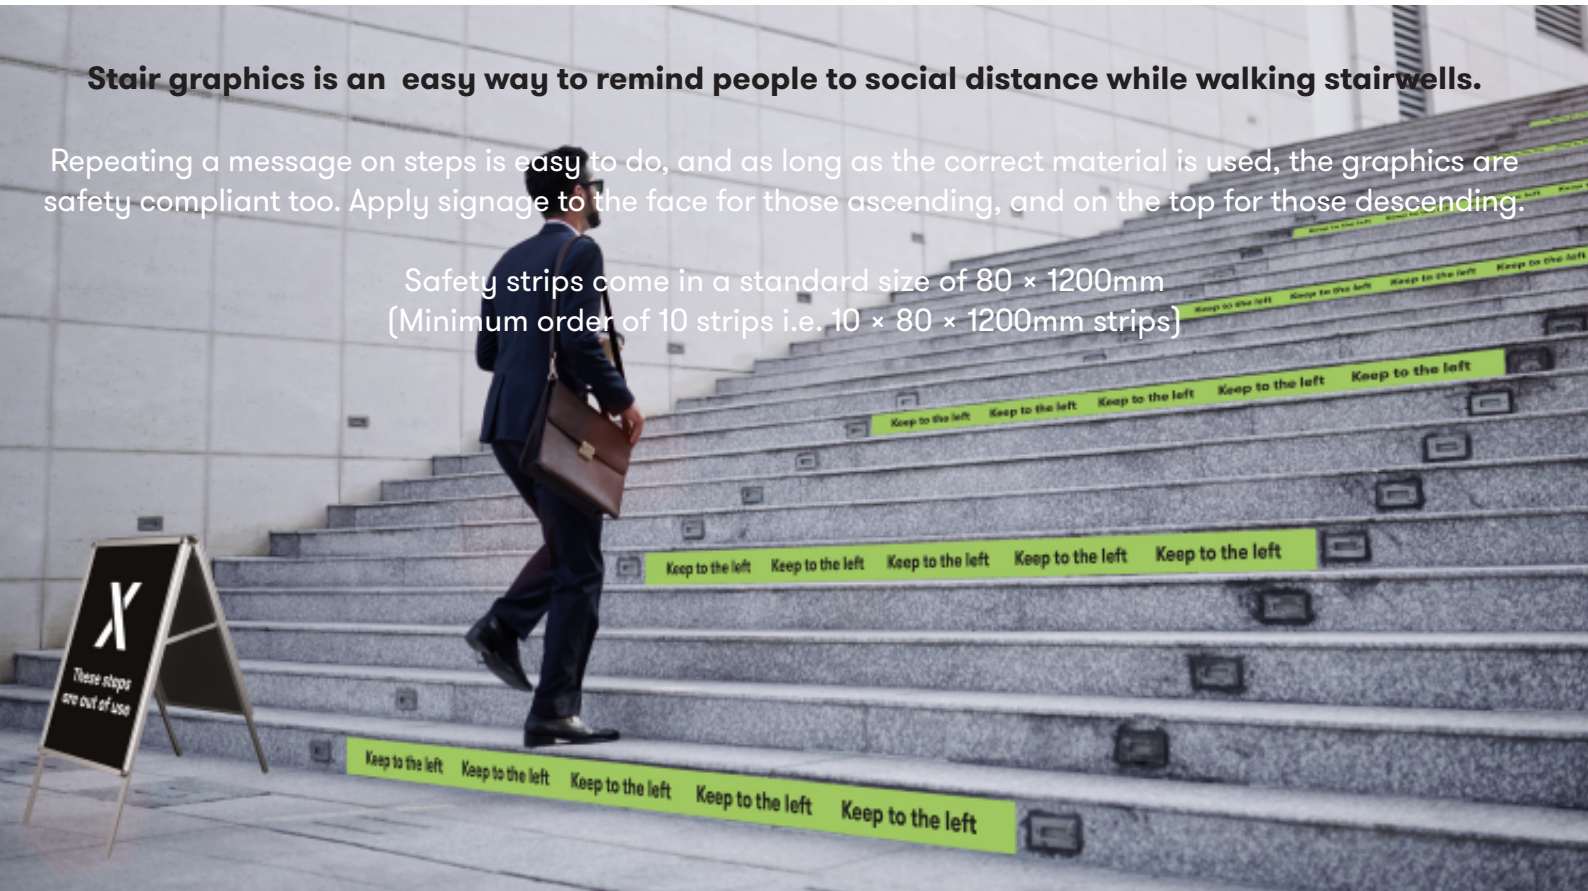 Stair graphics is an  easy way to remind people to social distance while walking stairwells.
Repeating a message on steps is easy to do, and as long as the correct material is used, the graphics are
safety compliant too. Apply signage to the face for those ascending, and on the top for those descending.
Safety strips come in a standard size of 80 × 1200mm
(Minimum order of 10 strips i.e. 10 × 80 × 1200mm strips)
Keep to the left Keep to the left
Keep to the left Keep to the left Keep to the left Keep to the left Keep to the left
Keep to the left Keep to the left Keep to the left Keep to the left Keep to the left
Keep to the left Keep to the left Keep to the left Keep to the left Keep to the left
X
These steps
are out of use
Keep to the left Keep to the left Keep to the left Keep to the left Keep to the left